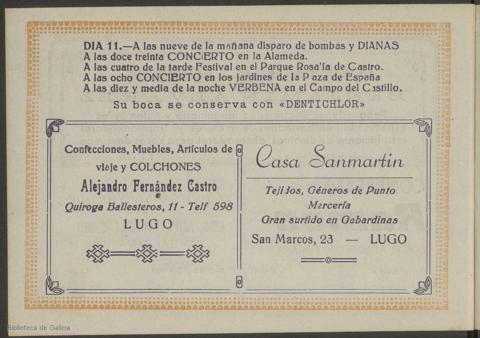 DIA 11.—A las nueve de la mañana disparo de bombas y DIANAS
A las doce treinta CONCIERTO en la Alameda.
A las cuatro de la tarde Festival en el Parque Rosalía de Castro.
A las ocho CONCIERTO en los jardines de la P aza de España
A las diez y media de la noche VERBENA en el Campo del Castillo.
Su boca se conserva con «DENTICHLOR»
Confecciones, Muebles, Artículos de
viaje y COLCHONES
Alejandro Fernández Castro
Quiroga Ballesteros, 11 - Telf 598
LUGO
Casa Sanmartin
Tejidos, Géneros de Punto
Mercería
Gran surtido en Gabardinas
San Marcos, 23 — LUGO
Biblioteca de Galicia